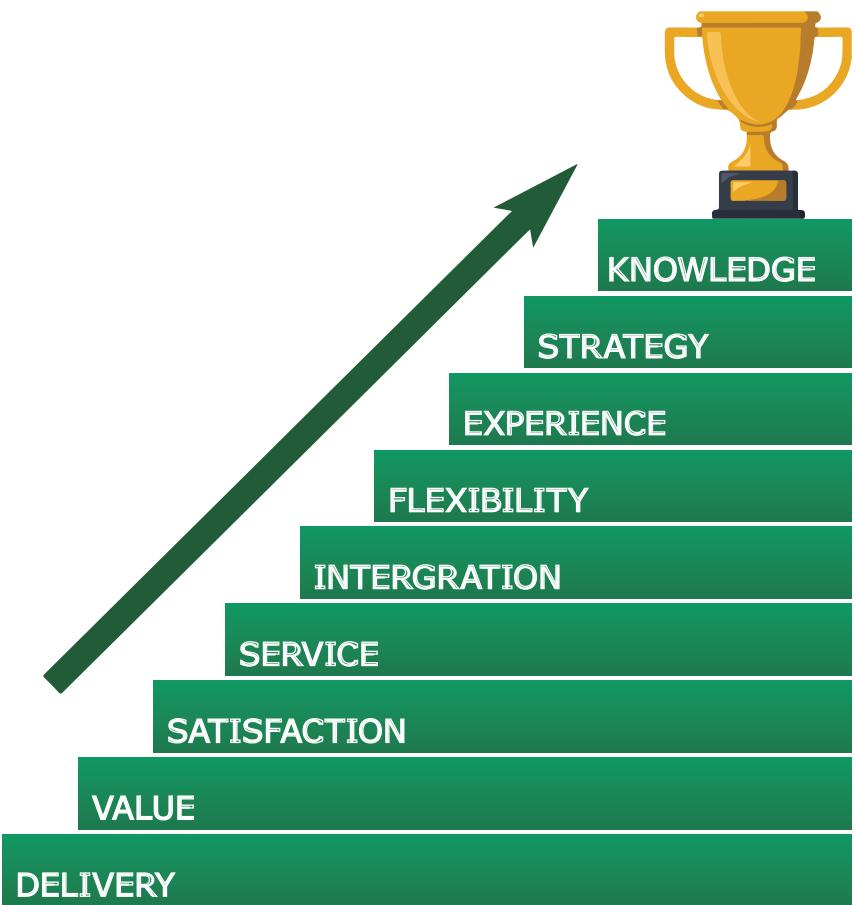 KNOWLEDGE
STRATEGY
EXPERIENCE
FLEXIBILITY
INTERGRATION
SERVICE
SATISFACTION
VALUE
DELIVERY